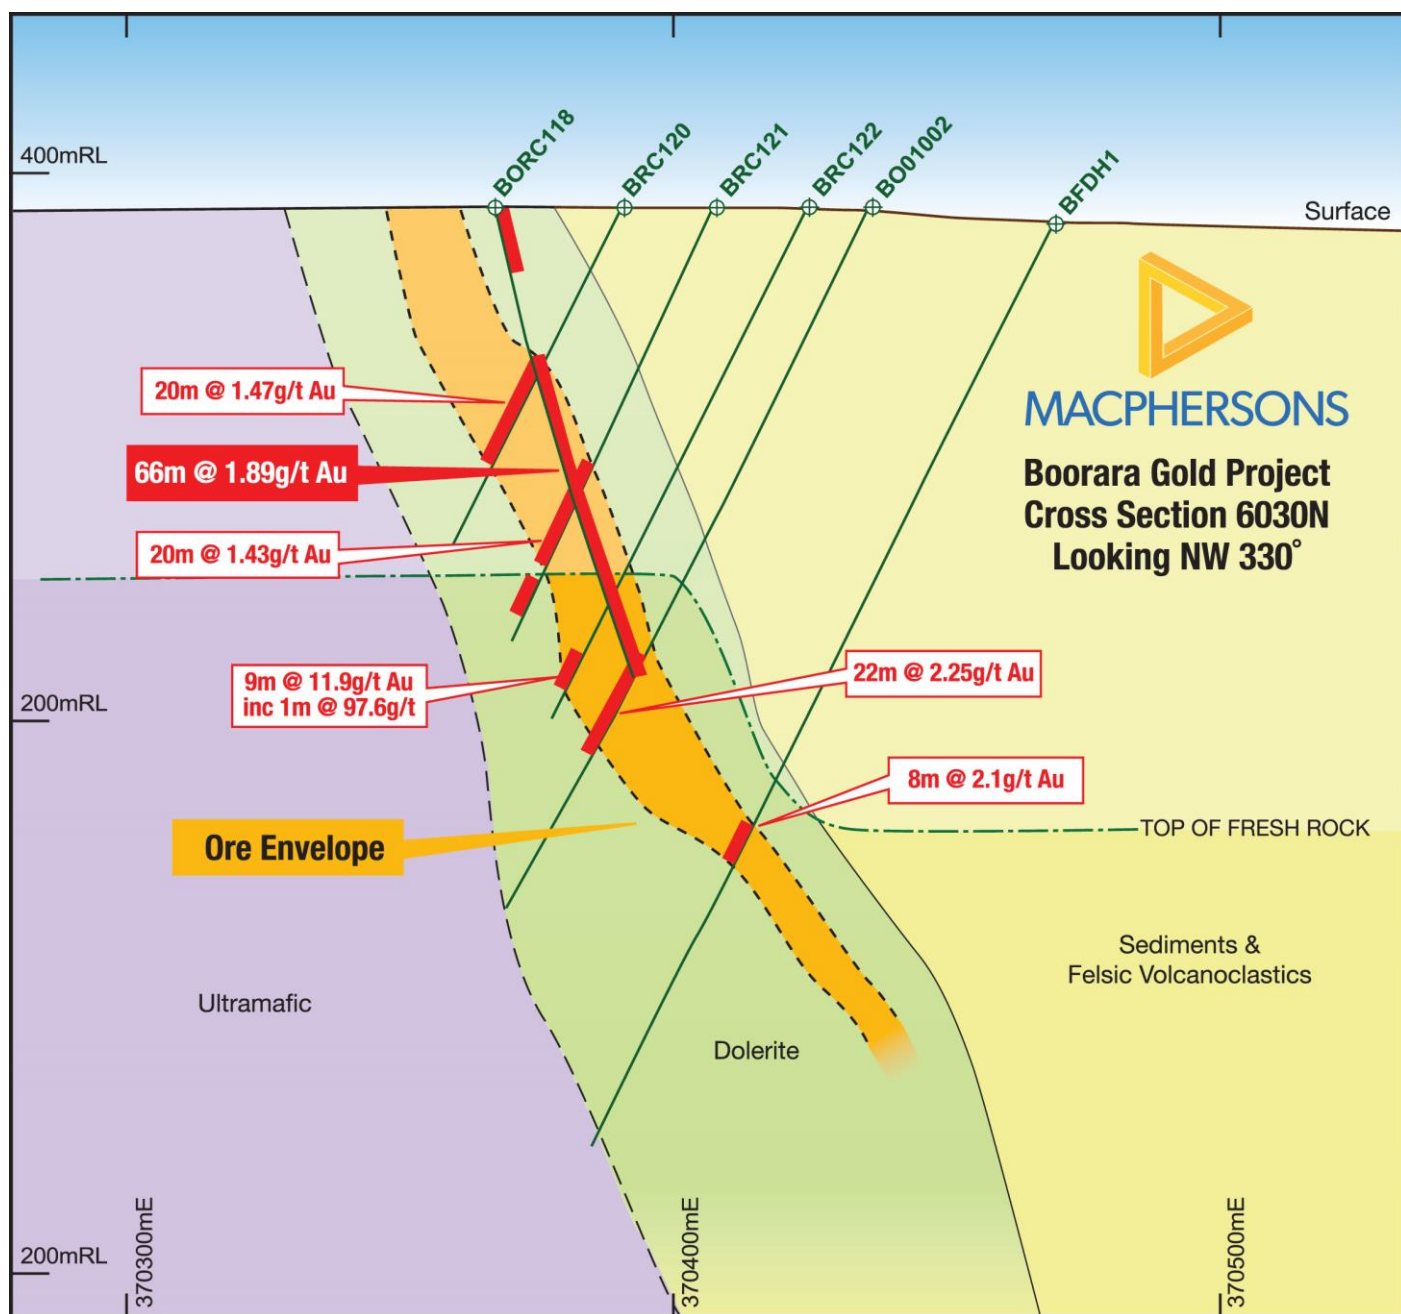 400mRL
BORC118
BRC120
BRC121
BRC122
BO01002
BFDH1
Surface
MACPHERSONS
Boorara Gold Project
Cross Section 6030N
Looking NW 330°
20m @ 1.47g/t Au
66m @ 1.89g/t Au
20m @ 1.43g/t Au
9m @ 11.9g/t Au
inc 1m @ 97.6g/t
22m @ 2.25g/t Au
200mRL
8m @ 2.1g/t Au
TOP OF FRESH ROCK
Ore Envelope
Sediments &
Felsic Volcanoclastics
Ultramafic
Dolerite
200mRL
370300mE
370400mE
370500mE